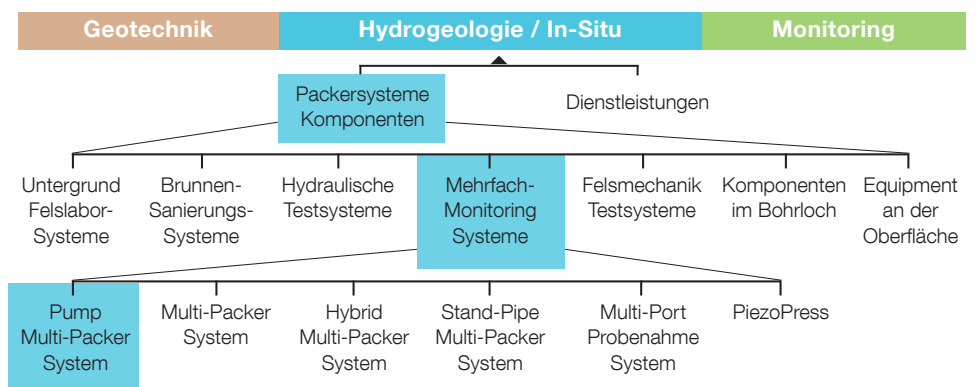 Geotechnik
Hydrogeologie / In-Situ
Monitoring
Packersysteme
Komponenten
Dienstleistungen
Untergrund
Felslabor-
Systeme
Brunnen-
Sanierungs-
Systeme
Hydraulische
Testsysteme
Mehrfach-
Monitoring
Systeme
Felsmechanik
Testsysteme
Komponenten
im Bohrloch
Equipment
an der
Oberfläche
Pump
Multi-Packer
System
Multi-Packer
System
Hybrid
Multi-Packer
System
Stand-Pipe
Multi-Packer
System
Multi-Port
Probenahme
System
PiezoPress